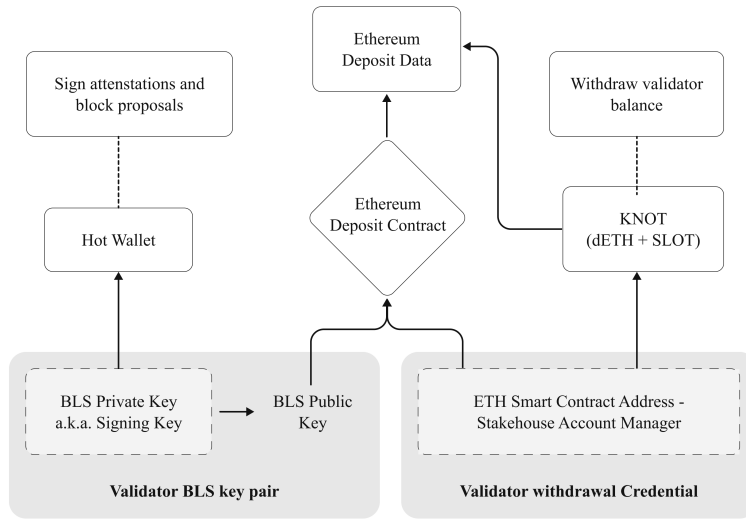 Ethereum
Deposit Data
Sign attenstations and
block proposals
Withdraw validator
balance
Ethereum
Deposit Contract
Hot Wallet
KNOT
(dETH + SLOT)
BLS Private Key
a.k.a. Signing Key
BLS Public
Key
ETH Smart Contract Address -
Stakehouse Account Manager
Validator BLS key pair
Validator withdrawal Credential